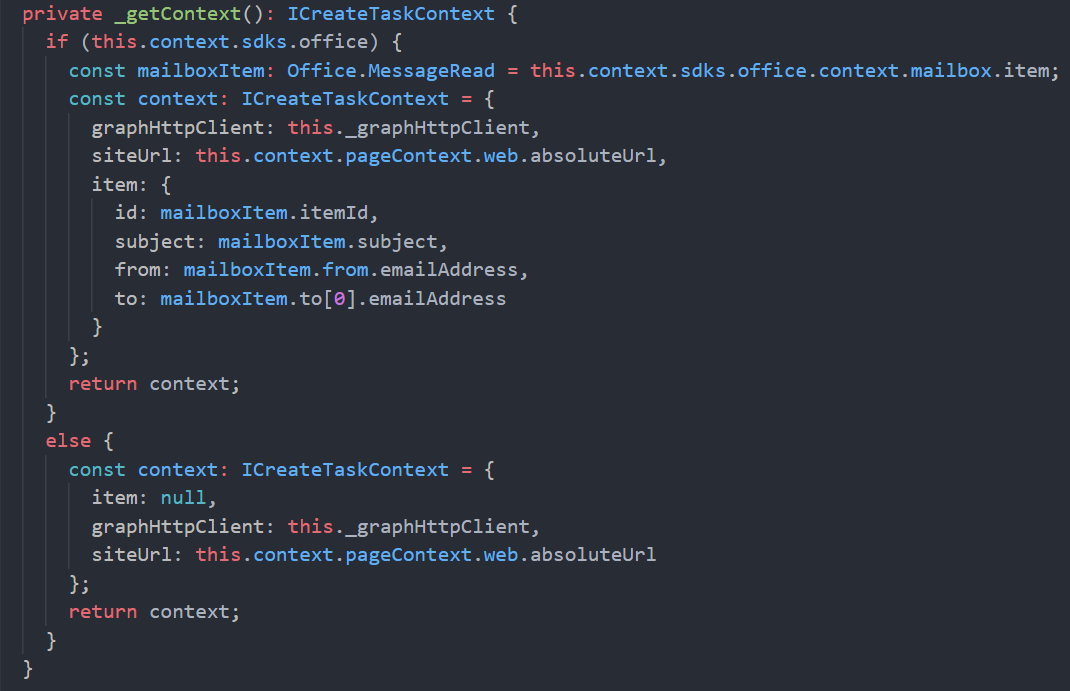 private _getContext(): ICreateTaskContext {
if (this.context.sdks.office) {
const mailboxItem: Office.MessageRead = this.context.sdks.office.context.mailbox.item;
const context: ICreateTaskContext = {
graphHttpClient: this._graphHttpClient,
siteUrl: this.context.pageContext.web.absoluteUrl,
item: {
id: mailboxItem.itemId,
subject: mailboxItem.subject,
from: mailboxItem.from.emailAddress,
to: mailboxItem.to[0].emailAddress
}
};
return context;
}
else {
const context: ICreateTaskContext = {
item: null,
graphHttpClient: this._graphHttpClient,
siteUrl: this.context.pageContext.web.absoluteUrl
};
return context;
}
}